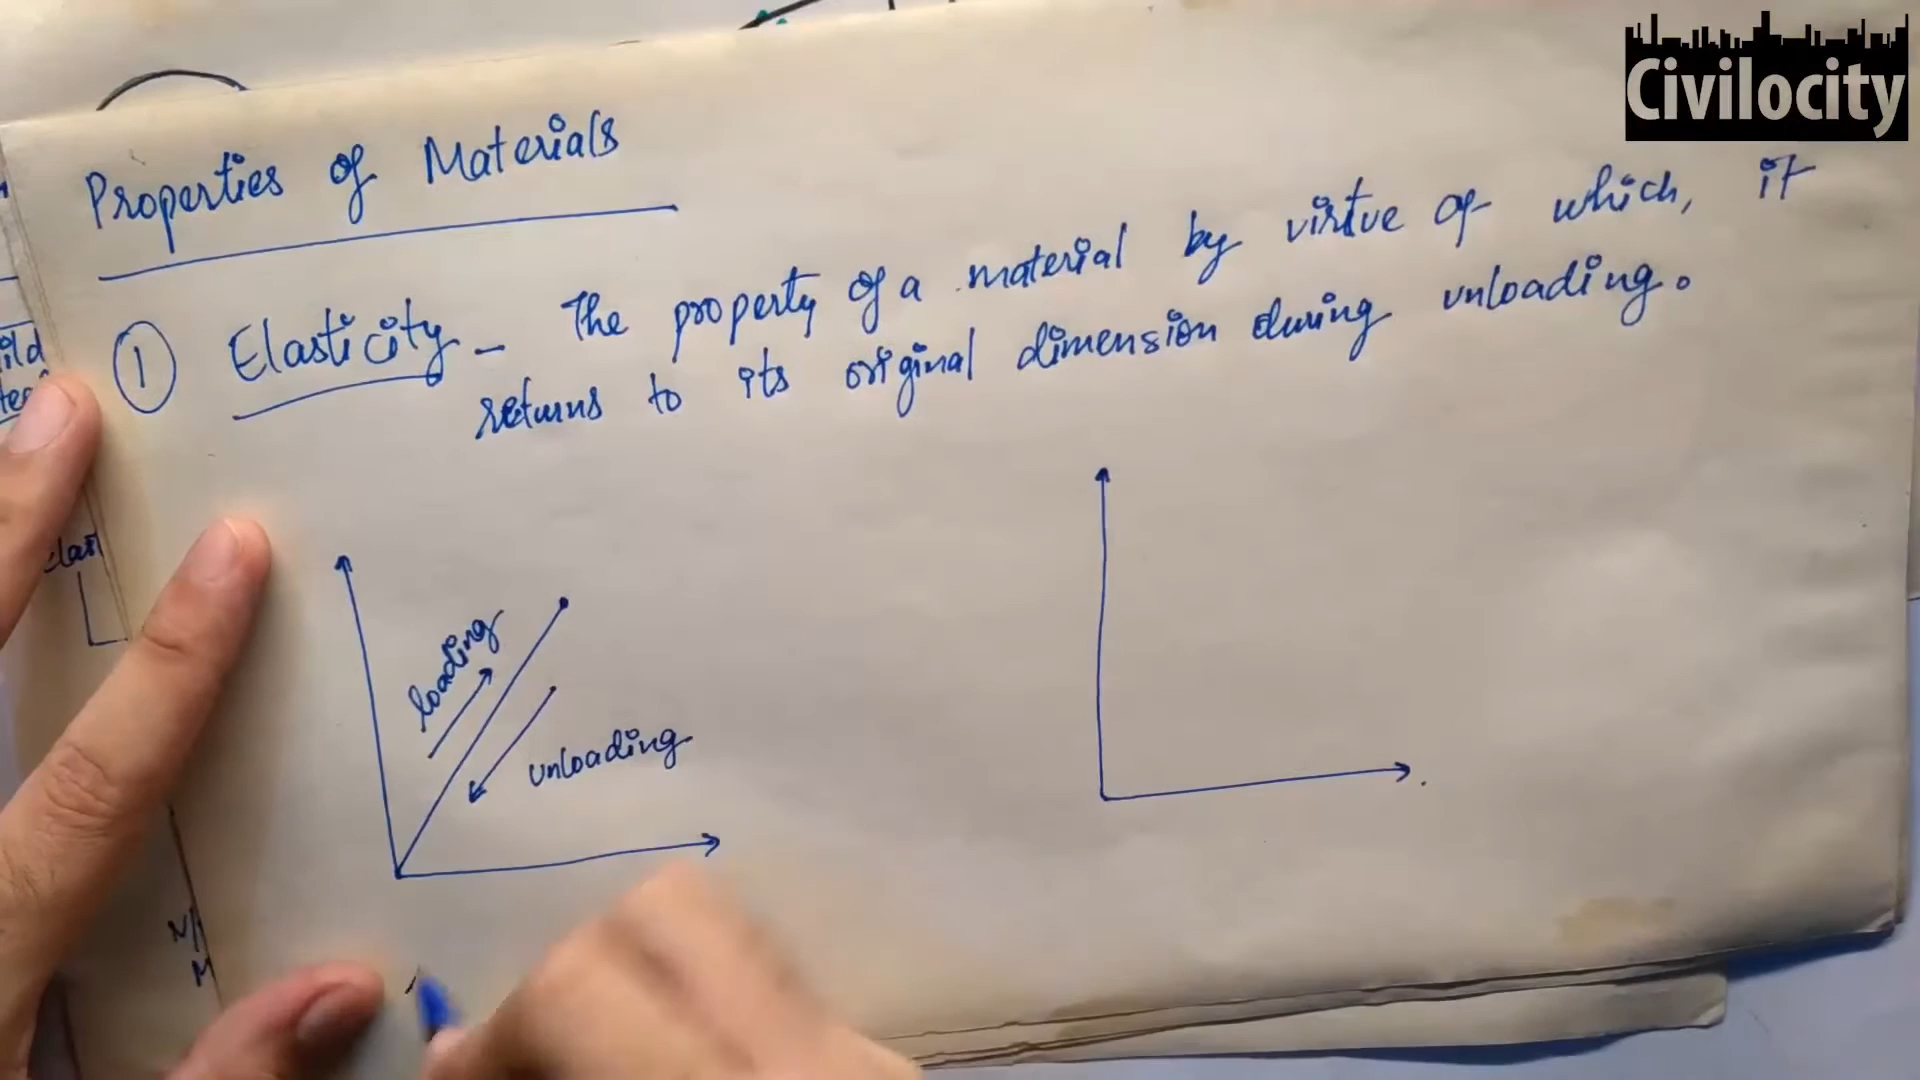 Civilocity
Properties of Materials
① Elasticity - The property of a material by virtue of which, it
returns to its original dimension during unloading.
loading
unloading